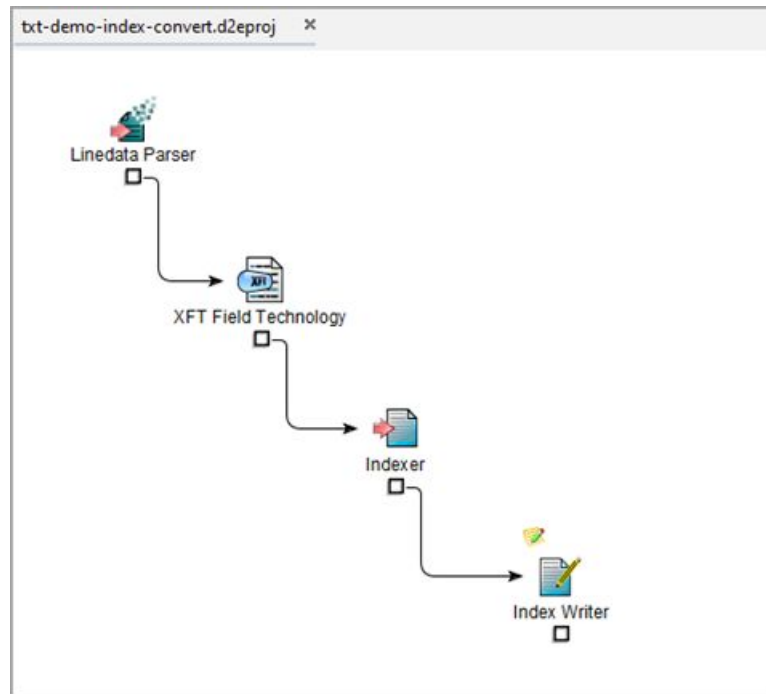 txt-demo-index-convert.d2eproj
Linedata Parser
XFT
XFT Field Technology
Indexer
Index Writer